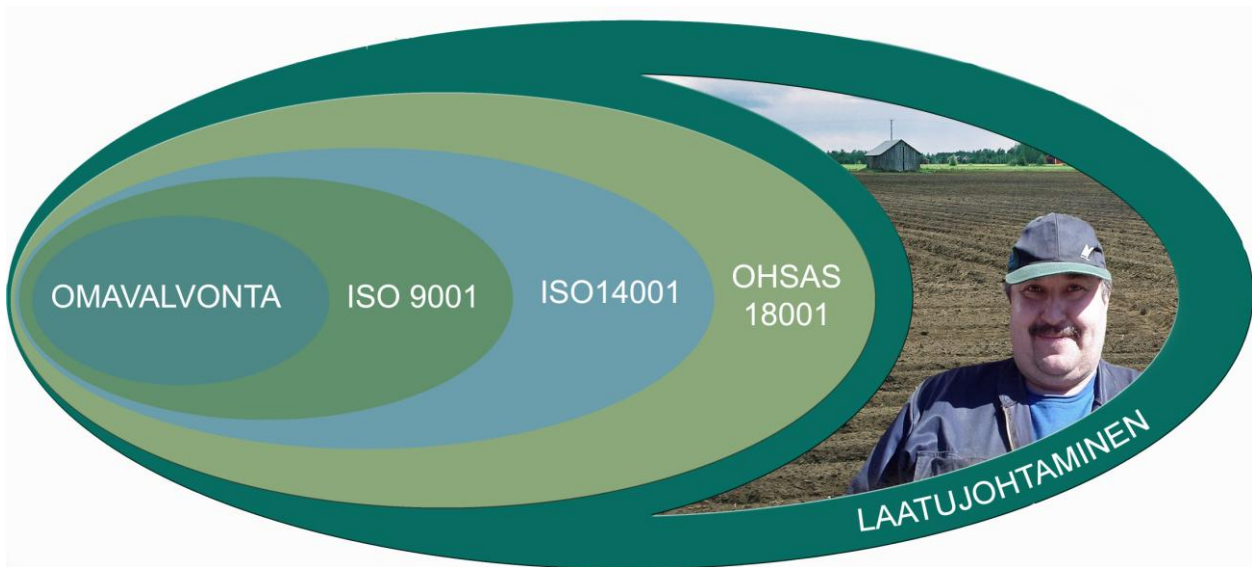 OMAVALVONTA
ISO 9001
ISO14001
OHSAS
18001
LAATUJOHTAMINEN